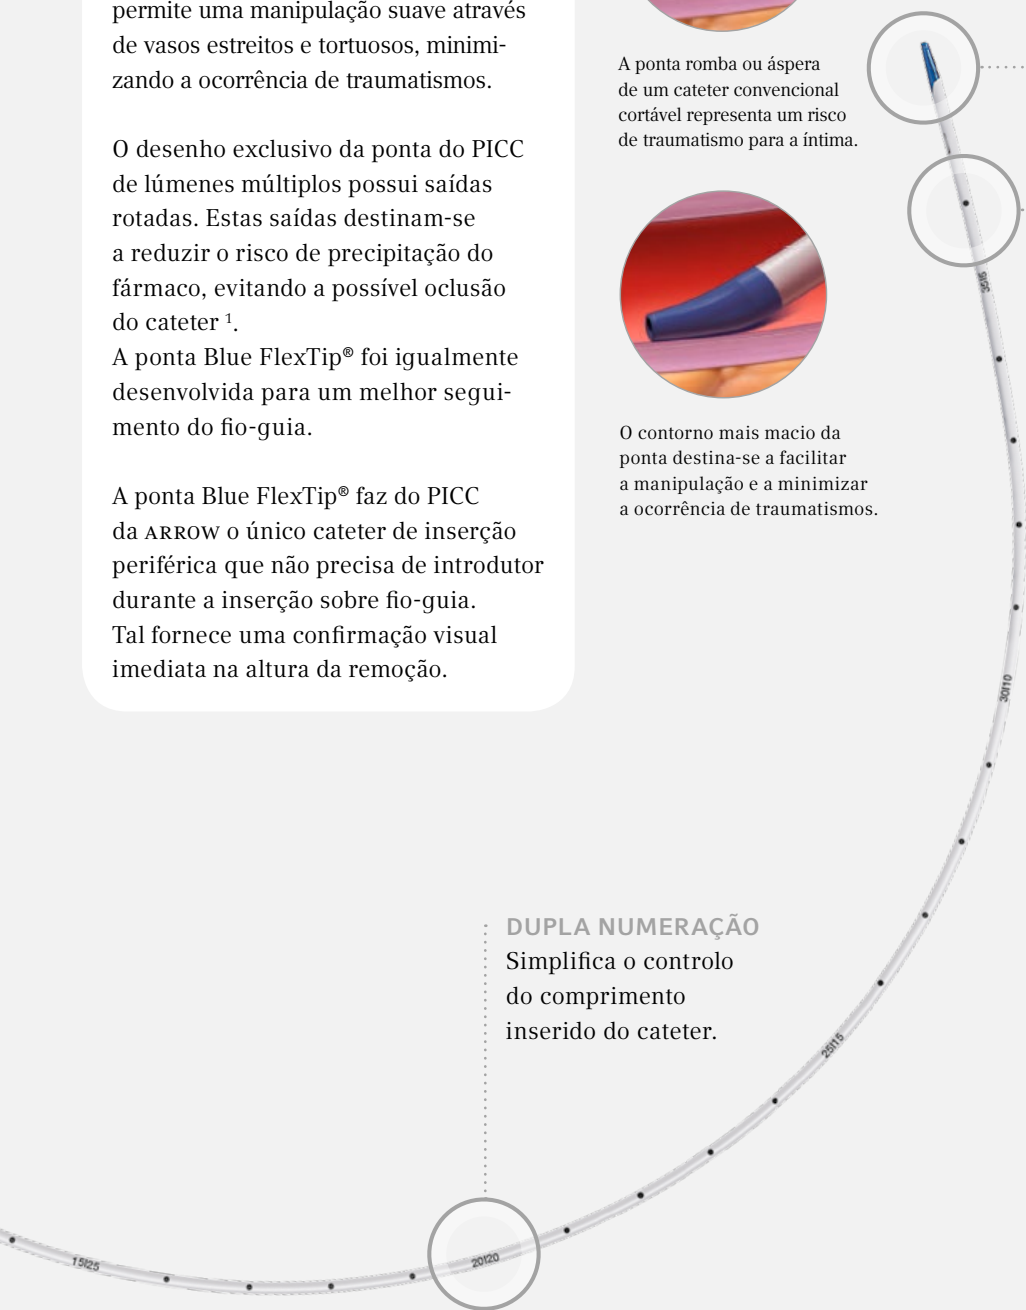 permite uma manipulação suave através
de vasos estreitos e tortuosos, minimi-
zando a ocorrência de traumatismos.
O desenho exclusivo da ponta do PICC
de lúmenes múltiplos possui saídas
rotadas. Estas saídas destinam-se
a reduzir o risco de precipitação do
fármaco, evitando a possível oclusão
do cateter ¹.
A ponta Blue FlexTip® foi igualmente
desenvolvida para um melhor segui-
mento do fio-guia.
A ponta Blue FlexTip® faz do PICC
da ARROW o único cateter de inserção
periférica que não precisa de introdutor
durante a inserção sobre fio-guia.
Tal fornece uma confirmação visual
imediata na altura da remoção.
A ponta romba ou áspera
de um cateter convencional
cortável representa um risco
de traumatismo para a íntima.
O contorno mais macio da
ponta destina-se a facilitar
a manipulação e a minimizar
a ocorrência de traumatismos.
35|5
30|10
DUPLA NUMERAÇÃO
Simplifica o controlo
do comprimento
inserido do cateter.
25|15
20|20
15|25